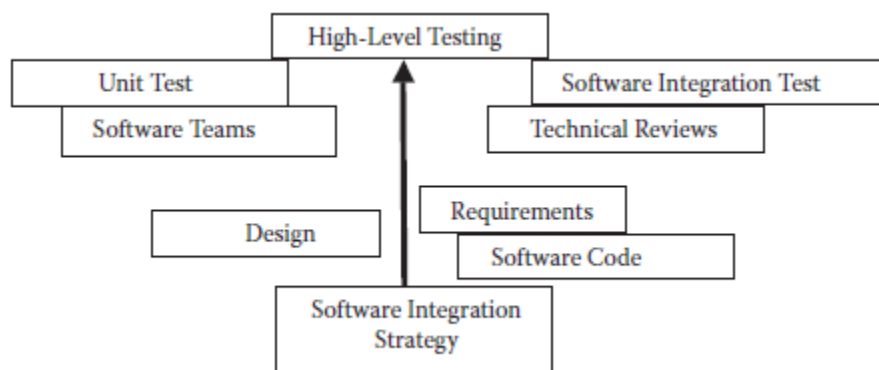 High-Level Testing
Unit Test
Software Integration Test
Software Teams
Technical Reviews
Requirements
Design
Software Code
Software Integration
Strategy